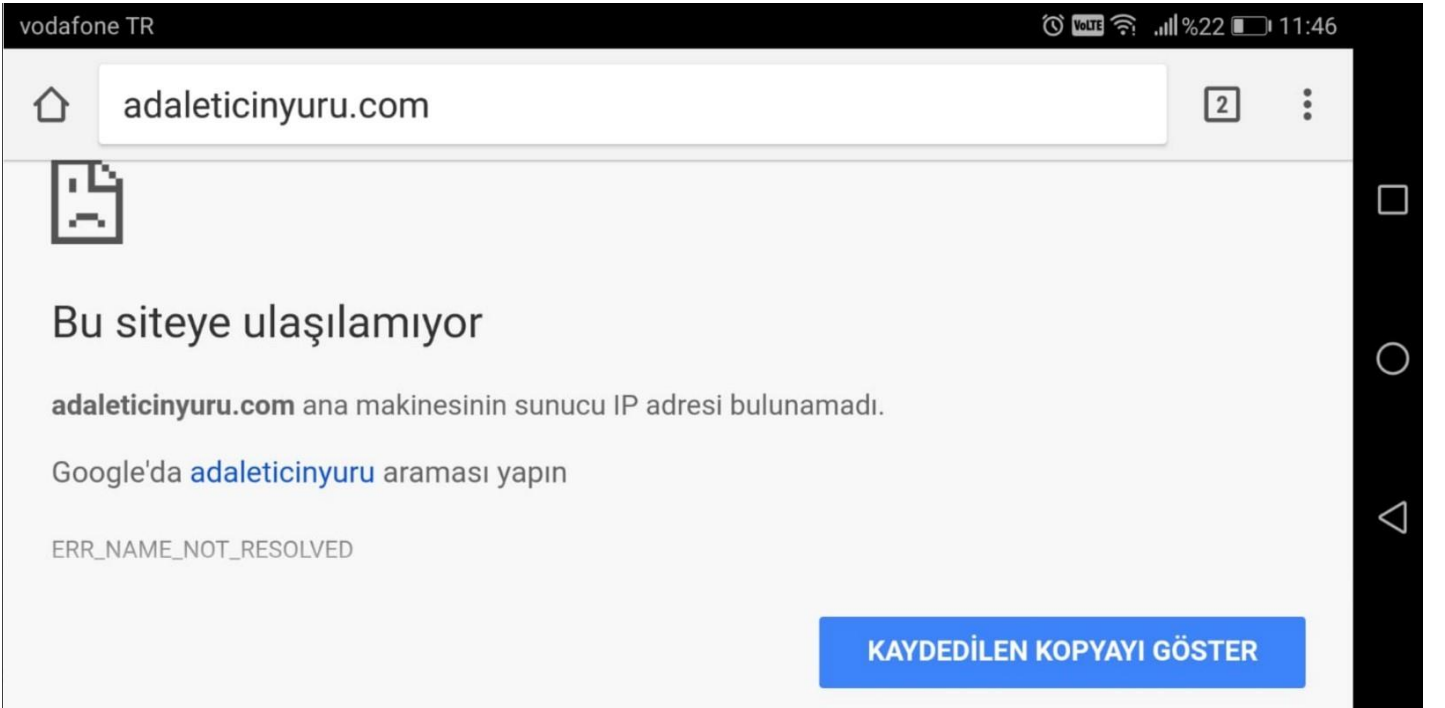 vodafone TR VoLTE %22 11:46
adaleticinyuru.com 2
Bu siteye ulaşılamıyor
adaleticinyuru.com ana makinesinin sunucu IP adresi bulunamadı.
Google'da adaleticinyuru araması yapın
ERR_NAME_NOT_RESOLVED
KAYDEDİLEN KOPYAYI GÖSTER